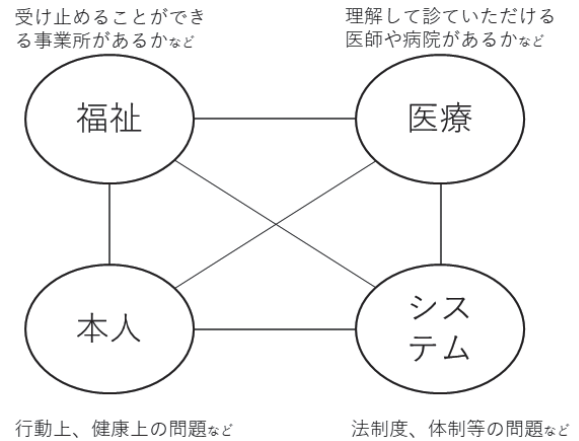 受け止めることができ
る事業所があるかなど
理解して診ていただける
医師や病院があるかなど
福祉
医療
本人
シス
テム
行動上、健康上の問題など
法制度、体制等の問題など